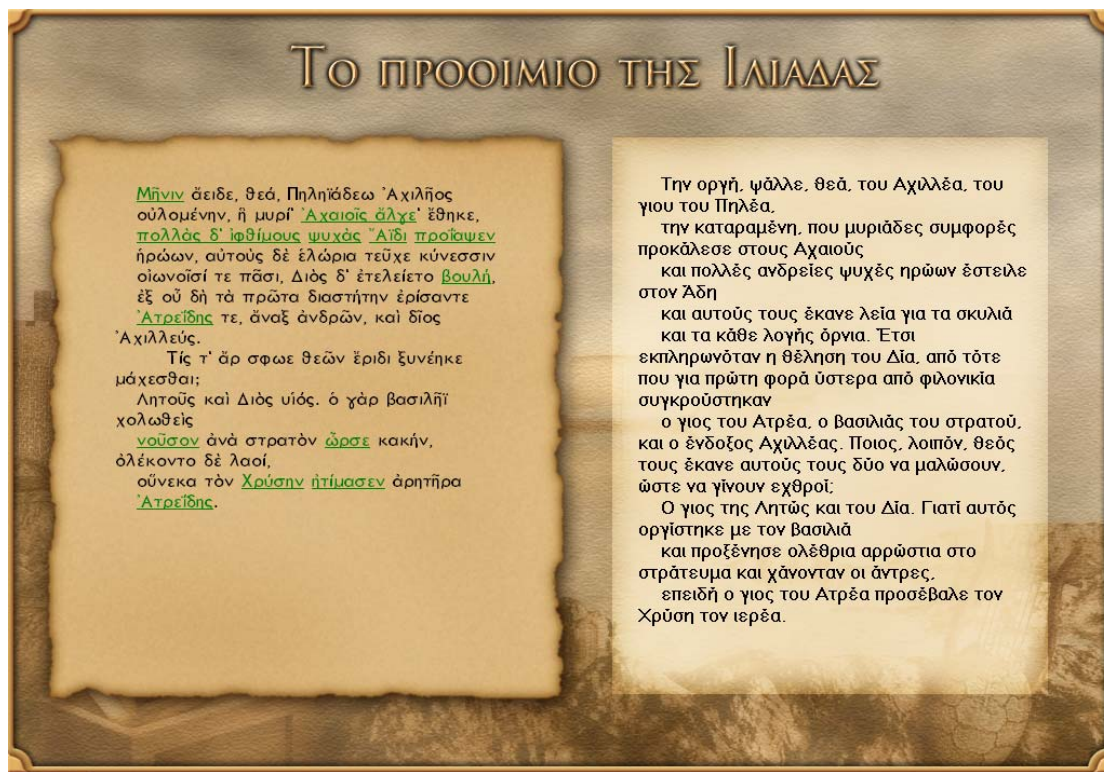 Το προοιμιο της Ιλιαδας
Μῆνιν ἄειδε, θεά, Πηληϊάδεω Ἀχιλῆος
οὐλομένην, ἣ μυρί' Ἀχαιοῖς ἄλγε' ἔθηκε,
πολλὰς δ' ἰφθίμους ψυχὰς Ἄϊδι προΐαψεν
ἡρώων, αὐτοὺς δὲ ἑλώρια τεῦχε κύνεσσιν
οἰωνοῖσί τε πᾶσι, Διὸς δ' ἐτελείετο βουλή,
ἐξ οὗ δὴ τὰ πρῶτα διαστήτην ἐρίσαντε
Ἀτρεΐδης τε, ἄναξ ἀνδρῶν, καὶ δῖος
Ἀχιλλεύς.
Τίς τ' ἄρ σφωε θεῶν ἔριδι ξυνέηκε
μάχεσθαι;
Λητοῦς καὶ Διὸς υἱός. ὁ γὰρ βασιλῆϊ
χολωθεὶς
νοῦσον ἀνὰ στρατὸν ὦρσε κακήν,
ὀλέκοντο δὲ λαοί,
οὕνεκα τὸν Χρύσην ἠτίμασεν ἀρητῆρα
Ἀτρεΐδης.
Την οργή, ψάλλε, θεά, του Αχιλλέα, του
γιου του Πηλέα,
την καταραμένη, που μυριάδες συμφορές
προκάλεσε στους Αχαιούς
και πολλές ανδρείες ψυχές ηρώων έστειλε
στον Άδη
και αυτούς τους έκανε λεία για τα σκυλιά
και τα κάθε λογής όρνια. Έτσι
εκπληρωνόταν η θέληση του Δία, από τότε
που για πρώτη φορά ύστερα από φιλονικία
συγκρούστηκαν
ο γιος του Ατρέα, ο βασιλιάς του στρατού,
και ο ένδοξος Αχιλλέας. Ποιος, λοιπόν, θεός
τους έκανε αυτούς τους δύο να μαλώσουν,
ώστε να γίνουν εχθροί;
Ο γιος της Λητώς και του Δία. Γιατί αυτός
οργίστηκε με τον βασιλιά
και προξένησε ολέθρια αρρώστια στο
στράτευμα και χάνονταν οι άντρες,
επειδή ο γιος του Ατρέα προσέβαλε τον
Χρύση τον ιερέα.